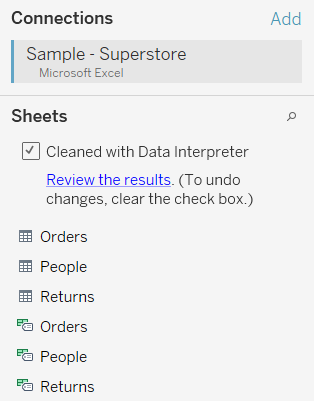 Connections Add
Sample - Superstore
Microsoft Excel
Sheets
Cleaned with Data Interpreter
Review the results. (To undo
changes, clear the check box.)
Orders
People
Returns
Orders
People
Returns